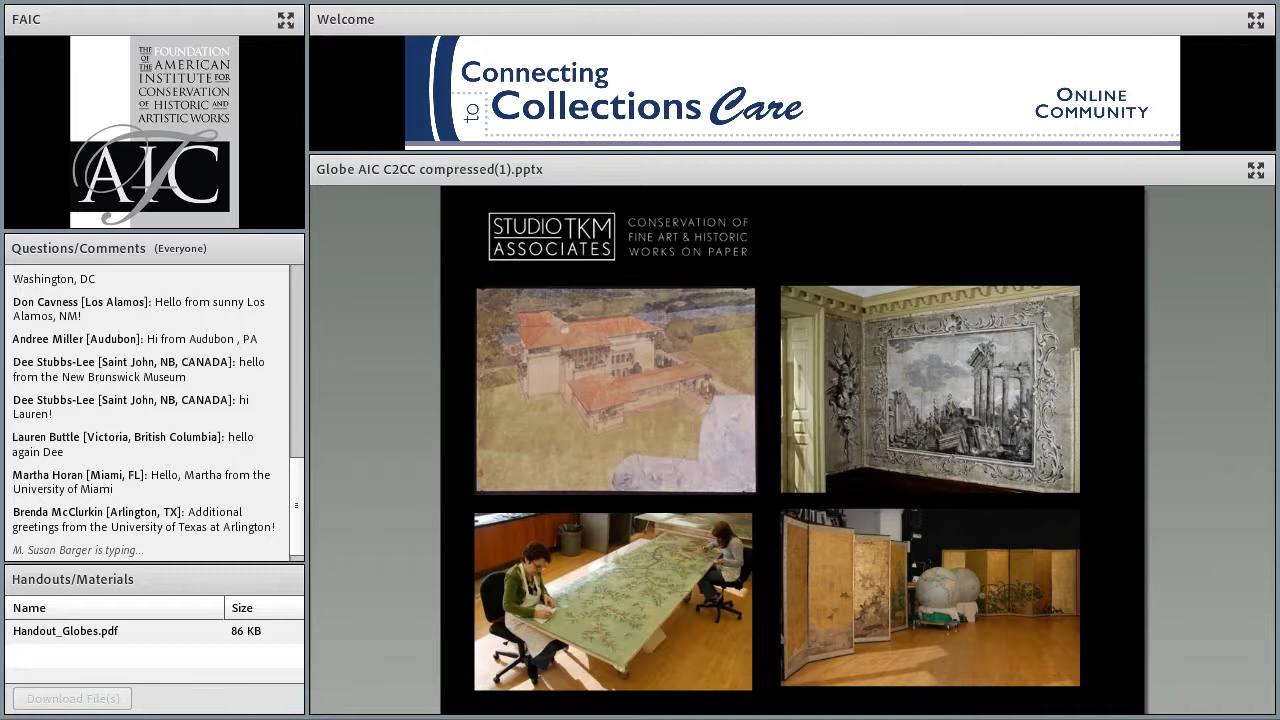 FAIC
THE FOUNDATION
OF THE AMERICAN
INSTITUTE FOR
CONSERVATION
OF HISTORIC AND
ARTISTIC WORKS
FAIC
Questions/Comments (Everyone)
Washington, DC
Don Cavness [Los Alamos]: Hello from sunny Los
Alamos, NM!
Andree Miller [Audubon]: Hi from Audubon , PA
Dee Stubbs-Lee [Saint John, NB, CANADA]: hello
from the New Brunswick Museum
Dee Stubbs-Lee [Saint John, NB, CANADA]: hi
Lauren!
Lauren Buttle [Victoria, British Columbia]: hello
again Dee
Martha Horan [Miami, FL]: Hello, Martha from the
University of Miami
Brenda McClurkin [Arlington, TX]: Additional
greetings from the University of Texas at Arlington!
M. Susan Barger is typing...
Handouts/Materials
Name Size
Handout_Globes.pdf 86 KB
Download File(s)
Welcome
Connecting
to Collections Care
ONLINE
COMMUNITY
Globe AIC C2CC compressed(1).pptx
STUDIO TKM
ASSOCIATES
CONSERVATION OF
FINE ART & HISTORIC
WORKS ON PAPER